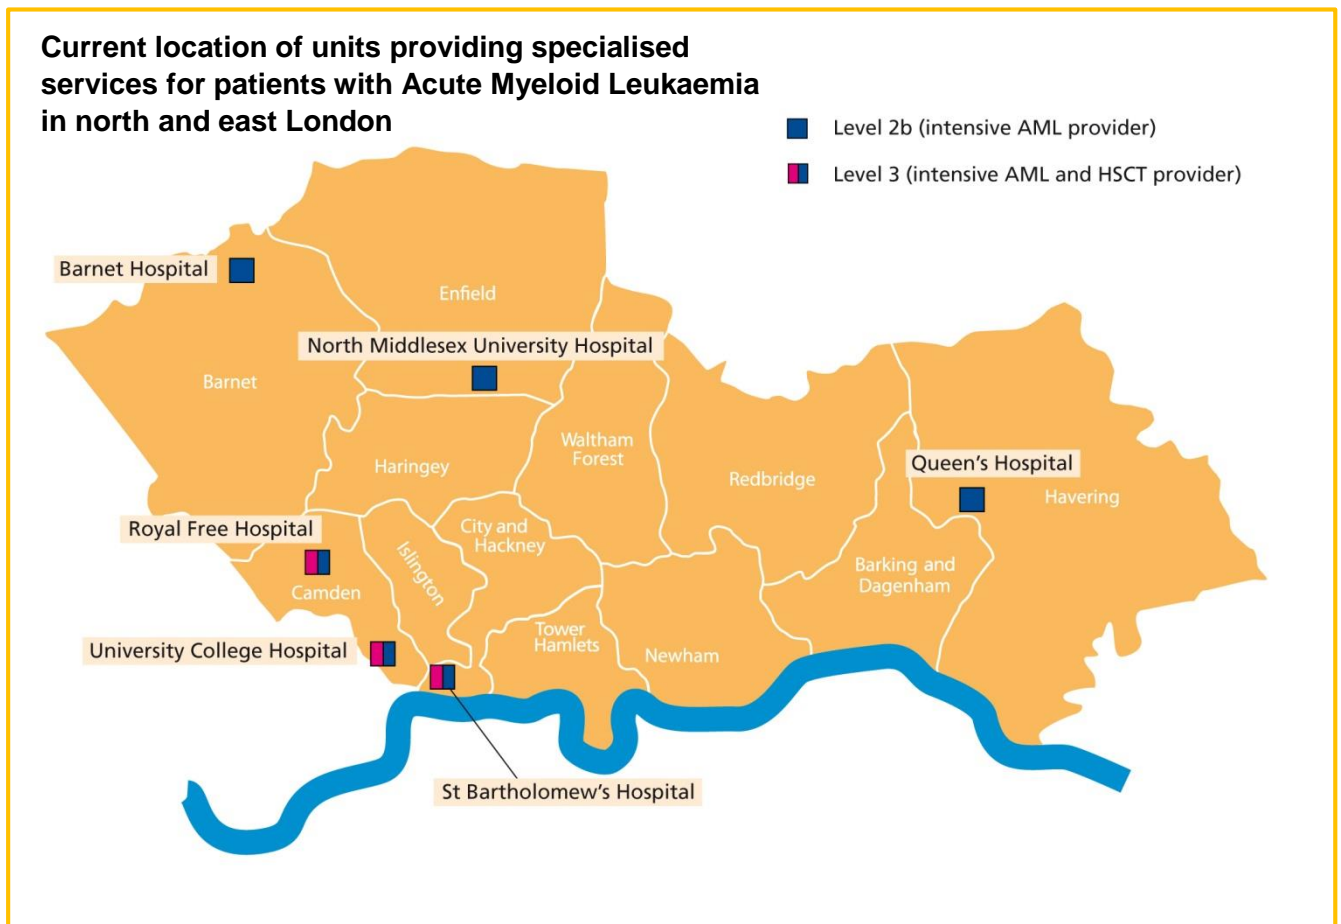 Current location of units providing specialised
services for patients with Acute Myeloid Leukaemia
in north and east London
Level 2b (intensive AML provider)
Level 3 (intensive AML and HSCT provider)
Barnet Hospital
Enfield
North Middlesex University Hospital
Barnet
Waltham
Forest
Haringey
Redbridge
Queen's Hospital
Havering
Royal Free Hospital
City and
Hackney
Islington
Camden
Barking and
Dagenham
University College Hospital
Tower
Hamlets
Newham
St Bartholomew's Hospital